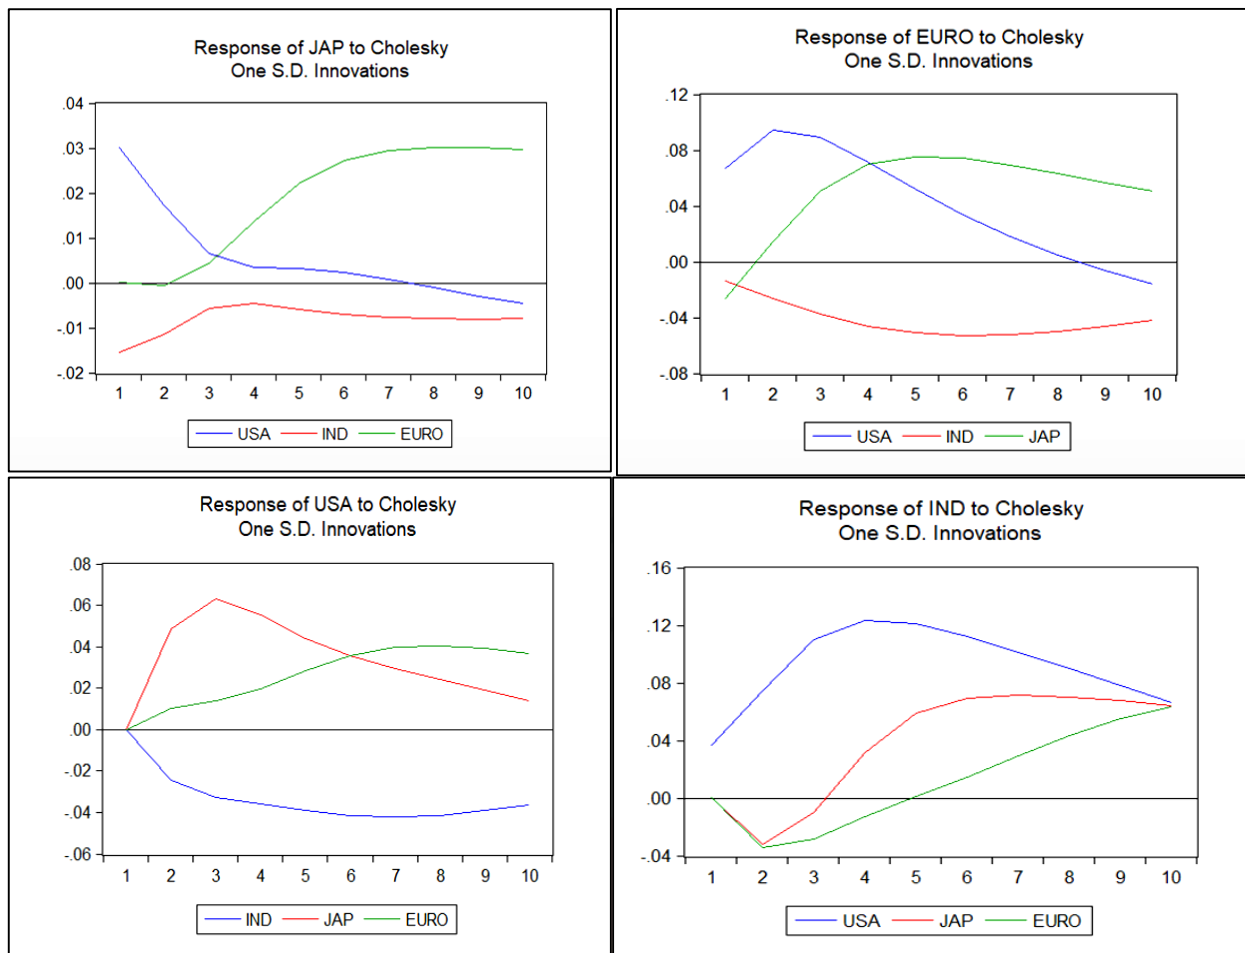 Response of JAP to Cholesky
One S.D. Innovations
.04
.03
.02
.01
.00
-.01
-.02
1 2 3 4 5 6 7 8 9 10
USA IND EURO
Response of EURO to Cholesky
One S.D. Innovations
.12
.08
.04
.00
-.04
-.08
1 2 3 4 5 6 7 8 9 10
USA IND JAP
Response of USA to Cholesky
One S.D. Innovations
.08
.06
.04
.02
.00
-.02
-.04
-.06
1 2 3 4 5 6 7 8 9 10
IND JAP EURO
Response of IND to Cholesky
One S.D. Innovations
.16
.12
.08
.04
.00
-.04
1 2 3 4 5 6 7 8 9 10
USA JAP EURO